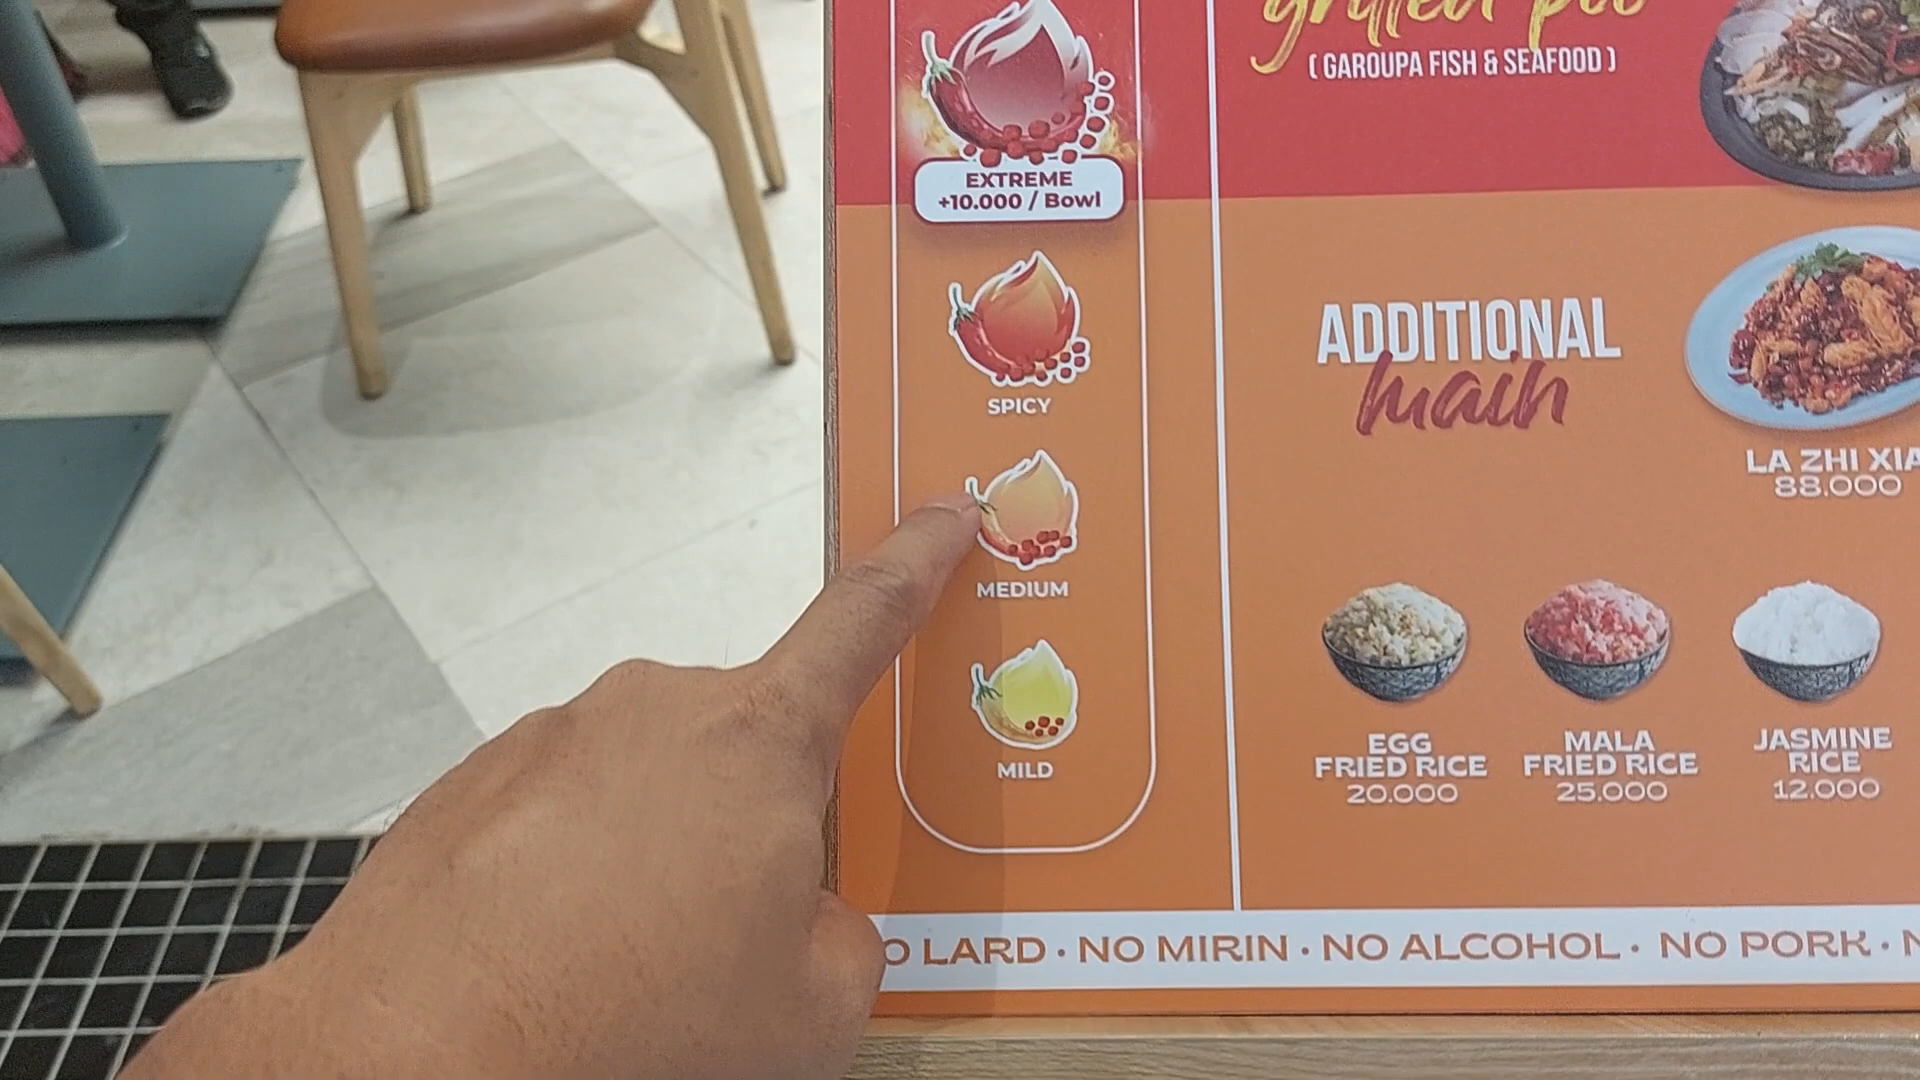 ( GAROUPA FISH & SEAFOOD )
EXTREME
+10.000 / Bowl
SPICY
MEDIUM
MILD
ADDITIONAL
main
LA ZHI
88.000
EGG
FRIED RICE
20.000
MALA
FRIED RICE
25.000
JASMINE
RICE
12.000
LARD · NO MIRIN · NO ALCOHOL · NO PORK ·